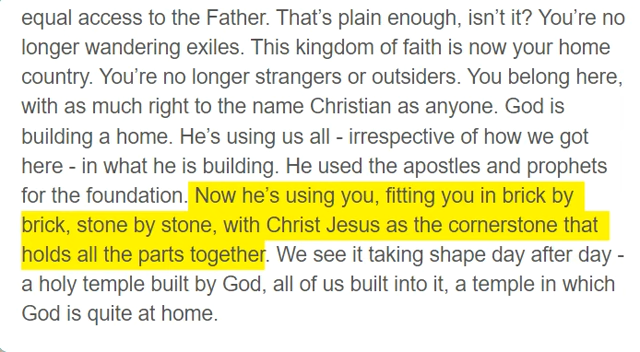 equal access to the Father. That’s plain enough, isn’t it? You’re no
longer wandering exiles. This kingdom of faith is now your home
country. You’re no longer strangers or outsiders. You belong here,
with as much right to the name Christian as anyone. God is
building a home. He’s using us all - irrespective of how we got
here - in what he is building. He used the apostles and prophets
for the foundation. Now he’s using you, fitting you in brick by
brick, stone by stone, with Christ Jesus as the cornerstone that
holds all the parts together. We see it taking shape day after day -
a holy temple built by God, all of us built into it, a temple in which
God is quite at home.